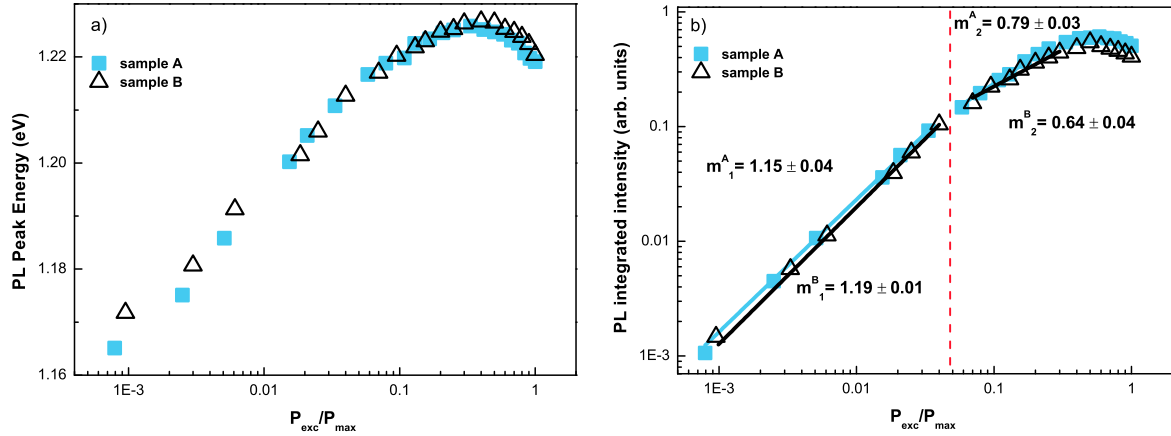 a)
sample A
sample B
1.22
1.20
1.18
1.16
PL Peak Energy (eV)
1E-3
0.01
0.1
1
P_exc/P_max
b)
sample A
sample B
m^A_2= 0.79 ± 0.03
m^B_2= 0.64 ± 0.04
m^A_1= 1.15 ± 0.04
m^B_1= 1.19 ± 0.01
1
0.1
0.01
1E-3
PL integrated intensity (arb. units)
1E-3
0.01
0.1
1
P_exc/P_max